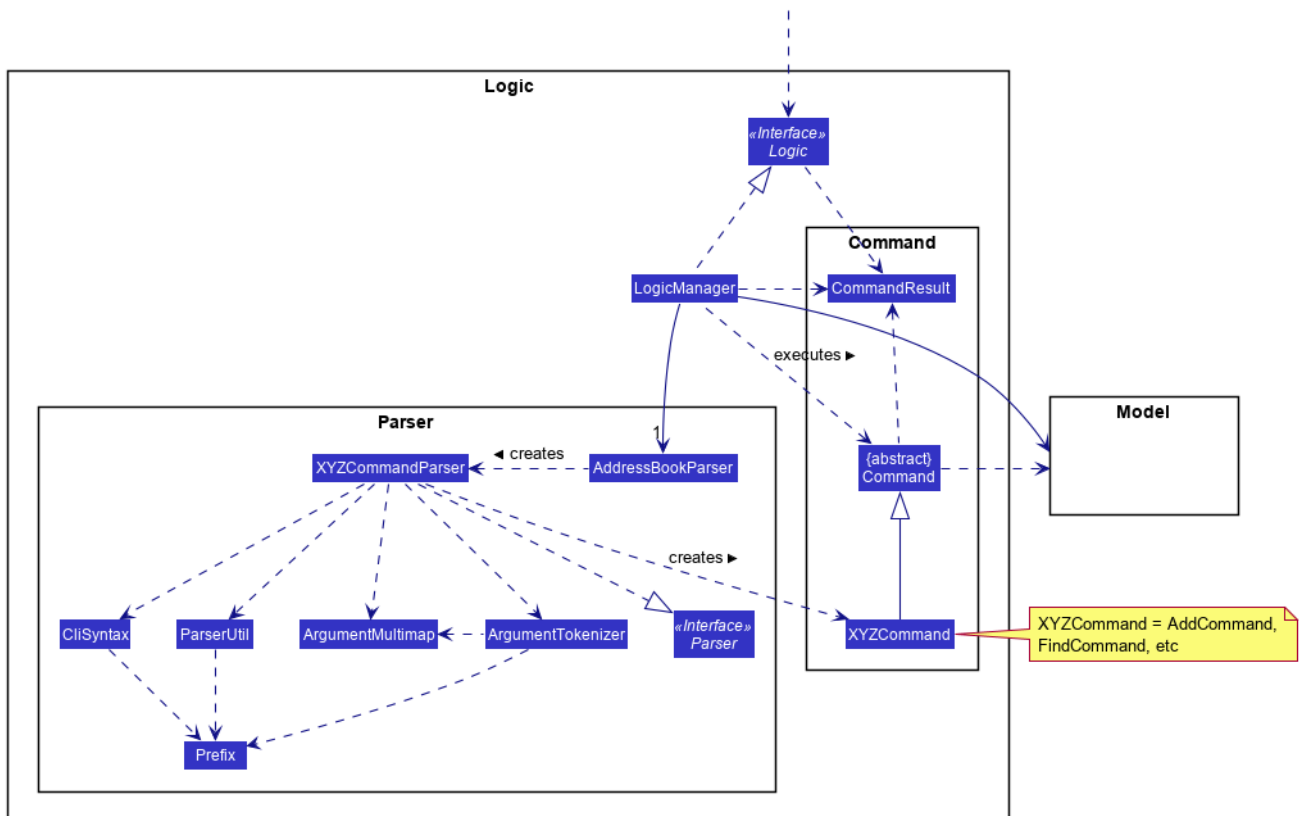 Logic
«Interface»
Logic
Command
LogicManager
CommandResult
executes ►
Model
Parser
1
{abstract}
Command
XYZCommandParser
◄ creates
AddressBookParser
creates ►
CliSyntax
ParserUtil
ArgumentMultimap
ArgumentTokenizer
«Interface»
Parser
XYZCommand
XYZCommand = AddCommand,
FindCommand, etc
Prefix